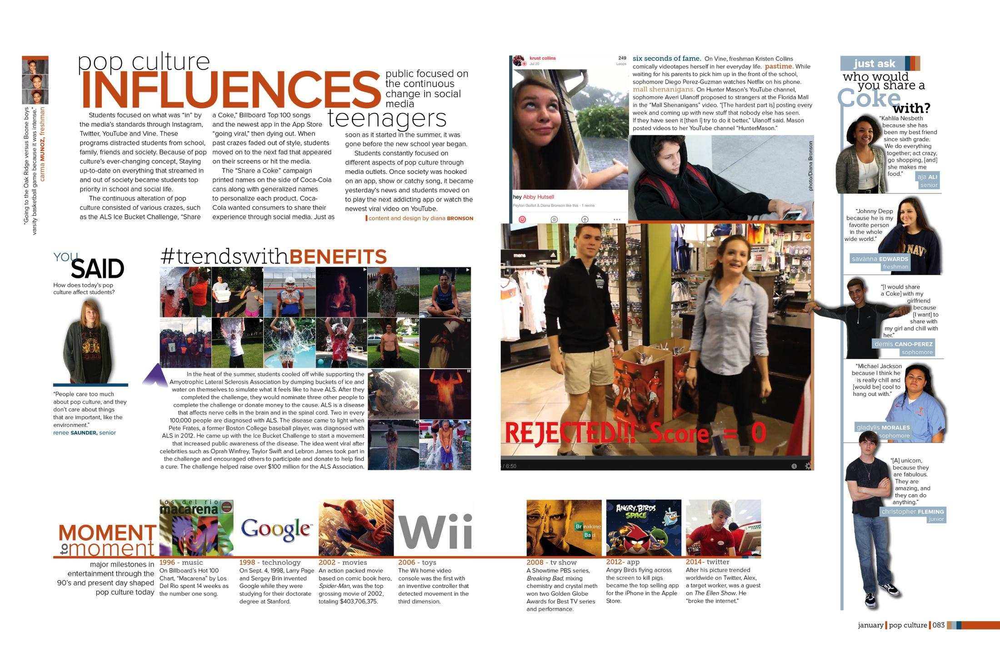 pop culture
INFLUENCES
teenagers
public focused on
the continuous
change in social
media
Students focused on what was “in” by
the media’s standards through Instagram,
Twitter, YouTube and Vine. These
programs distracted students from school,
family, friends and society. Because of pop
culture’s ever-changing concept, Staying
up-to-date on everything that streamed in
and out of society became students top
priority in school and social life.
The continuous alteration of pop
culture consisted of various crazes, such
as the ALS Ice Bucket Challenge, “Share
a Coke,” Billboard Top 100 songs
and the newest app in the App Store
“going viral,” then dying out. When
past crazes faded out of style, students
moved on to the next fad that appeared
on their screens or hit the media.
The “Share a Coke” campaign
printed names on the side of Coca-Cola
cans along with generalized names
to personalize each product. Coca-
Cola wanted consumers to share their
experience through social media. Just as
soon as it started in the summer, it was
gone before the new school year began.
Students constantly focused on
different aspects of pop culture through
media outlets. Once society was hooked
on an app, show or catchy song, it became
yesterday’s news and students moved on
to play the next addicting app or watch the
newest viral video on YouTube.
content and design by diana BRONSON
“Going to the Oak Ridge versus Boone boys
varsity basketball game because it was intense.”
carma MUNOZ, freshman
YOU
SAID
How does today’s pop
culture affect students?
“People care too much
about pop culture, and they
don’t care about things
that are important, like the
environment.”
renee SAUNDER, senior
#trendswithBENEFITS
In the heat of the summer, students cooled off while supporting the
Amyotrophic Lateral Sclerosis Association by dumping buckets of ice and
water on themselves to simulate what it feels like to have ALS. After they
completed the challenge, they would nominate three other people to
complete the challenge or donate money to the cause. ALS is a disease
that affects nerve cells in the brain and in the spinal cord. Two in every
100,000 people are diagnosed with ALS. The disease came to light when
Pete Frates, a former Boston College baseball player, was diagnosed with
ALS in 2012. He came up with the Ice Bucket Challenge to start a movement
that increased public awareness of the disease. The idea went viral after
celebrities such as Oprah Winfrey, Taylor Swift and Lebron James took part in
the challenge and encouraged others to participate and donate to help find
a cure. The challenge helped raise over $100 million for the ALS Association.
krust collins
Jul 20
249
Loops
hey Abby Hutsell
Peyton Guillot & Diana Bronson like this · 1 revine
six seconds of fame. On Vine, freshman Kristen Collins
comically videotapes herself in her everyday life. pastime. While
waiting for his parents to pick him up in the front of the school,
sophomore Diego Perez-Guzman watches Netflix on his phone.
mall shenanigans. On Hunter Mason’s YouTube channel,
sophomore Averi Ulanoff proposed to strangers at the Florida Mall
in the “Mall Shenanigans” video. “[The hardest part is] posting every
week and coming up with new stuff that nobody else has seen.
If they have seen it [then I] try to do it better,” Ulanoff said. Mason
posted videos to her YouTube channel “HunterMason.”
photo/Diana Bronson
mens
REJECTED!!! Score = 0
/ 6:50
just ask
who would
you share a
Coke
with?
“Kahlila Nesbeth
because she has
been my best friend
since sixth grade.
We do everything
together; act crazy,
go shopping, [and]
she makes me
food.”
aja ALI
senior
“Johnny Depp
because he is my
favorite person
in the whole
wide world.”
NAVY
savanna EDWARDS
freshman
“[I would share
a Coke] with my
girlfriend
because
[I want] to
share with
my girl and chill with
her.”
demis CANO-PEREZ
sophomore
“Michael Jackson
because I think he
is really chill and
[would be] cool to
hang out with.”
gladylis MORALES
sophomore
“[A] unicorn,
because they
are fabulous.
They are
amazing, and
they can do
anything.”
christopher FLEMING
junior
MOMENT
to moment
major milestones in
entertainment through the
90’s and present day shaped
pop culture today
los del rio
macarena
1996 - music
On Billboard’s Hot 100
Chart, “Macarena” by Los
Del Rio spent 14 weeks as
the number one song.
Google™
1998 - technology
On Sept. 4, 1998, Larry Page
and Sergey Brin invented
Google while they were
studying for their doctorate
degree at Stanford.
2002 - movies
An action packed movie
based on comic book hero,
Spider-Man, was the top
grossing movie of 2002,
totaling $403,706,375.
Wii
2006 - toys
The Wii home video
console was the first with
an inventive controller that
detected movement in the
third dimension.
Breaking
Bad
2008 - tv show
A Showtime PBS series,
Breaking Bad, mixing
chemistry and crystal meth
won two Golden Globe
Awards for Best TV series
and performance.
ANGRY BIRDS
SPACE
2012- app
Angry Birds flying across
the screen to kill pigs
became the top selling app
for the iPhone in the Apple
Store.
2014- twitter
After his picture trended
worldwide on Twitter, Alex,
a target worker, was a guest
on The Ellen Show. He
“broke the internet.”
january | pop culture | 083